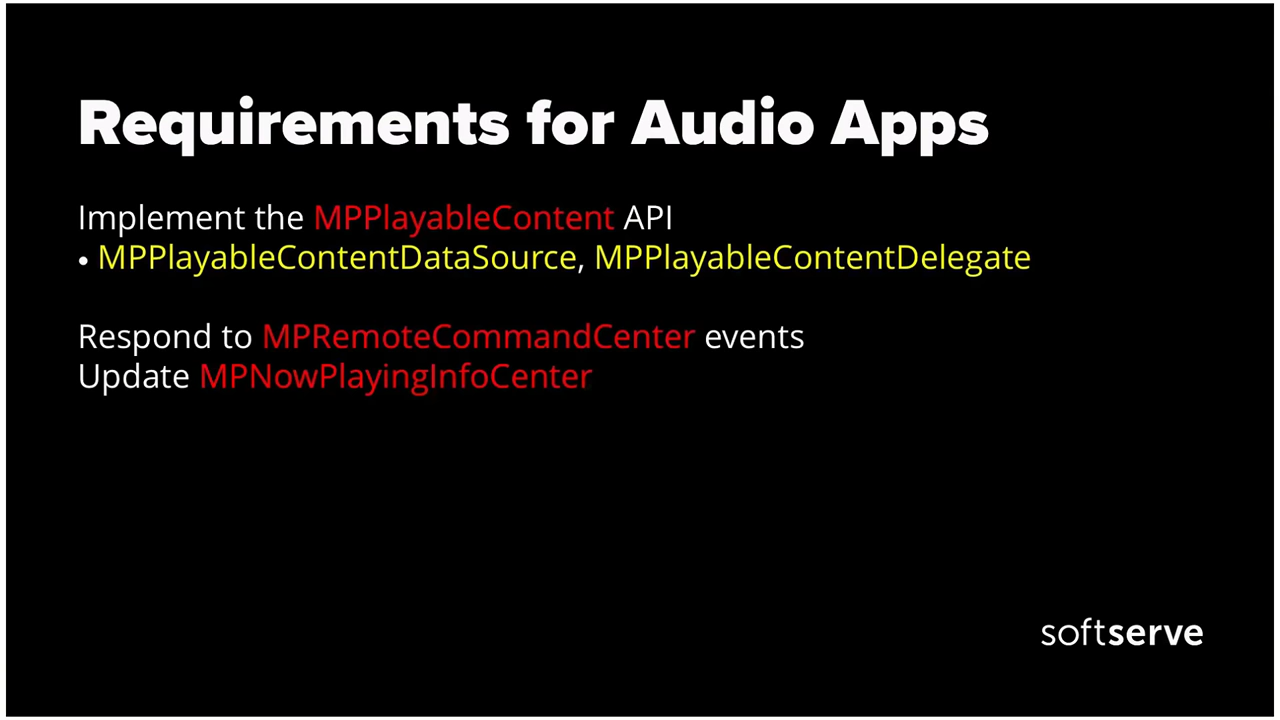 Requirements for Audio Apps
Implement the MPPlayableContent API
• MPPlayableContentDataSource, MPPlayableContentDelegate
Respond to MPRemoteCommandCenter events
Update MPNowPlayingInfoCenter
softserve